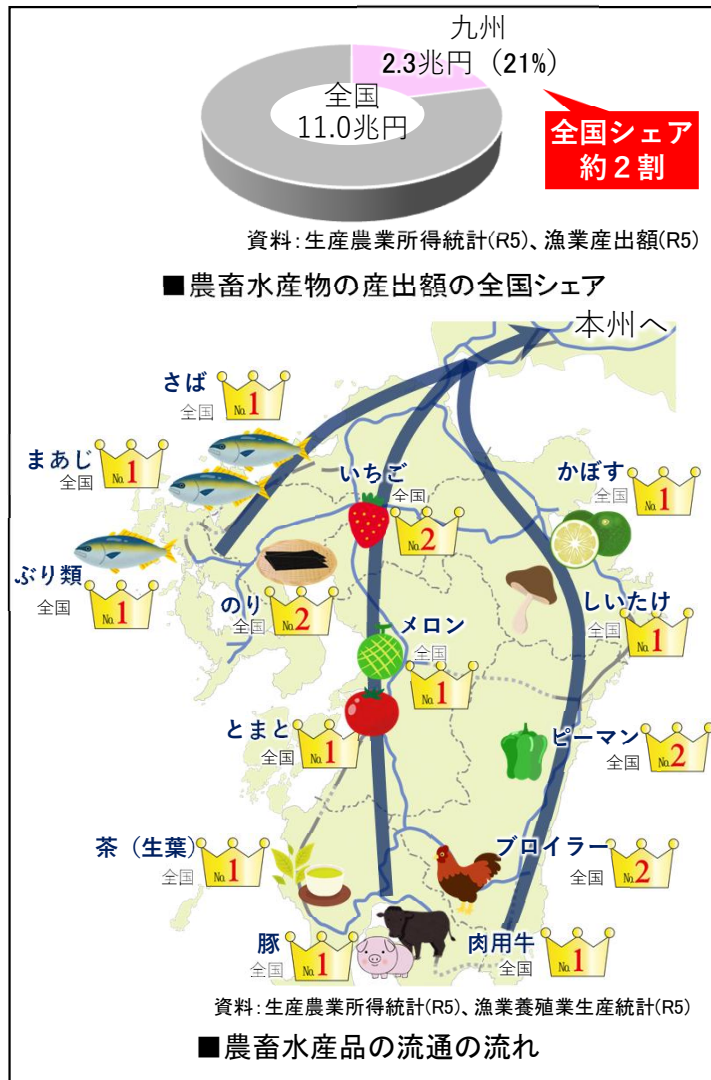 九州
2.3兆円（21%）
全国
11.0兆円
全国シェア
約２割
資料：生産農業所得統計(R5)、漁業産出額(R5)
■農畜水産物の産出額の全国シェア
本州へ
さば
全国
No.1
まあじ
全国
No.1
いちご
全国
No.2
かぼす
全国
No.1
ぶり類
全国
No.1
のり
全国
No.2
しいたけ
全国
No.1
メロン
全国
No.1
とまと
全国
No.1
ピーマン
全国
No.2
茶（生葉）
全国
No.1
ブロイラー
全国
No.2
豚
全国
No.1
肉用牛
全国
No.1
資料：生産農業所得統計(R5)、漁業養殖業生産統計(R5)
■農畜水産品の流通の流れ